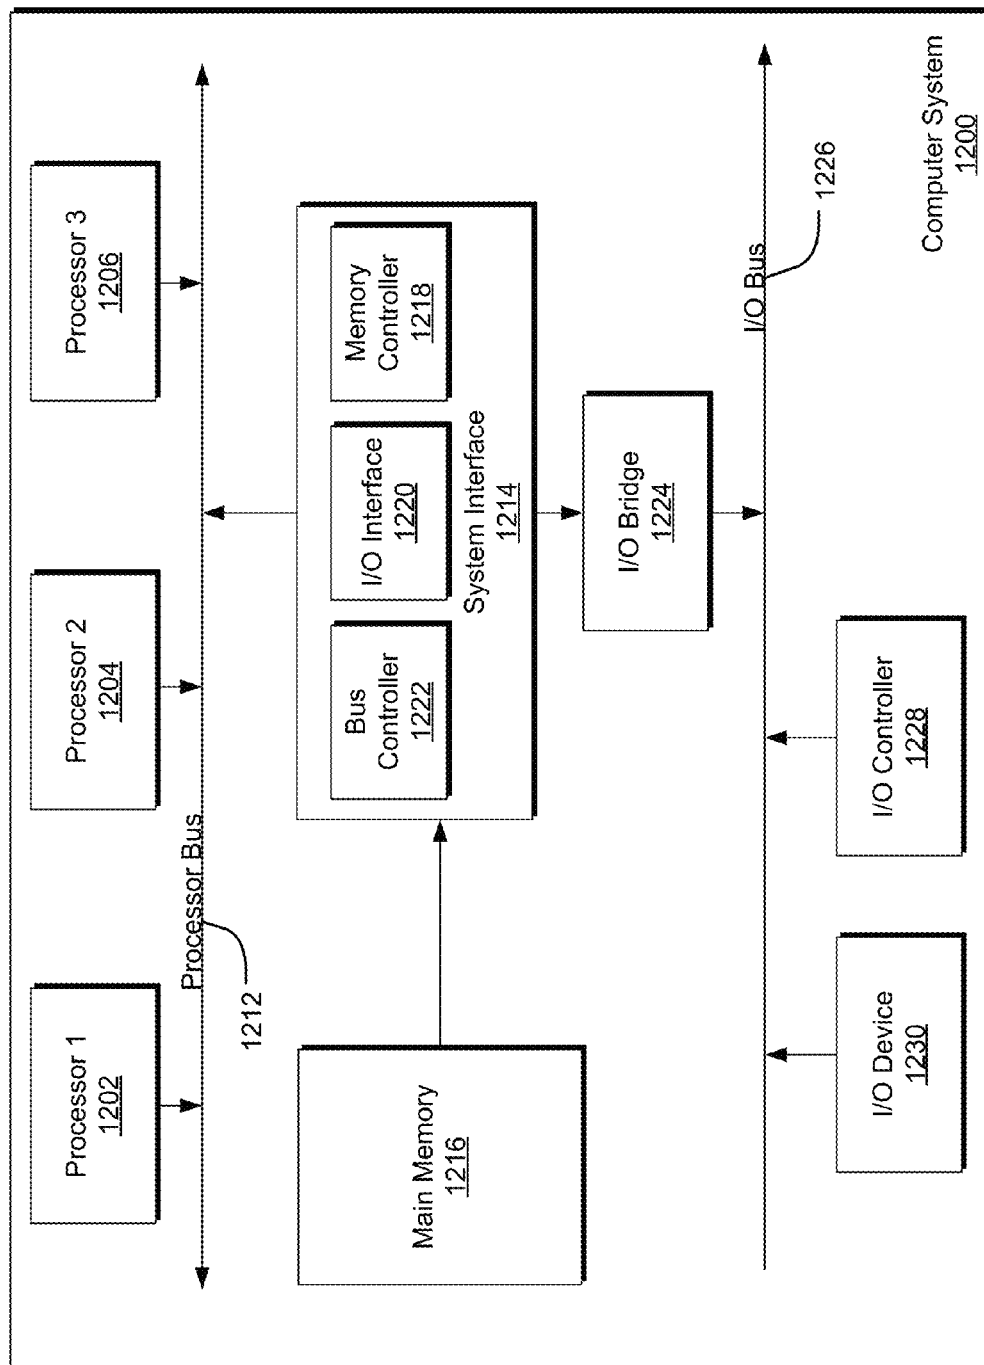 Processor 1
1202
Processor 2
1204
Processor 3
1206
Processor Bus
1212
Main Memory
1216
Bus
Controller
1222
I/O Interface
1220
Memory
Controller
1218
System Interface
1214
I/O Bridge
1224
I/O Bus
1226
I/O Device
1230
I/O Controller
1228
Computer System
1200